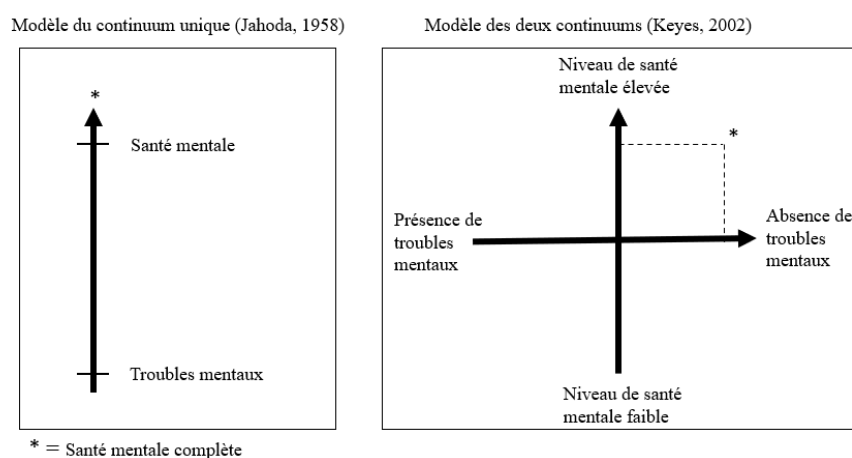 Modèle du continuum unique (Jahoda, 1958)
*
Santé mentale
Troubles mentaux
* = Santé mentale complète
Modèle des deux continuums (Keyes, 2002)
Niveau de santé
mentale élevée
*
Présence de
troubles
mentaux
Absence de
troubles
mentaux
Niveau de santé
mentale faible